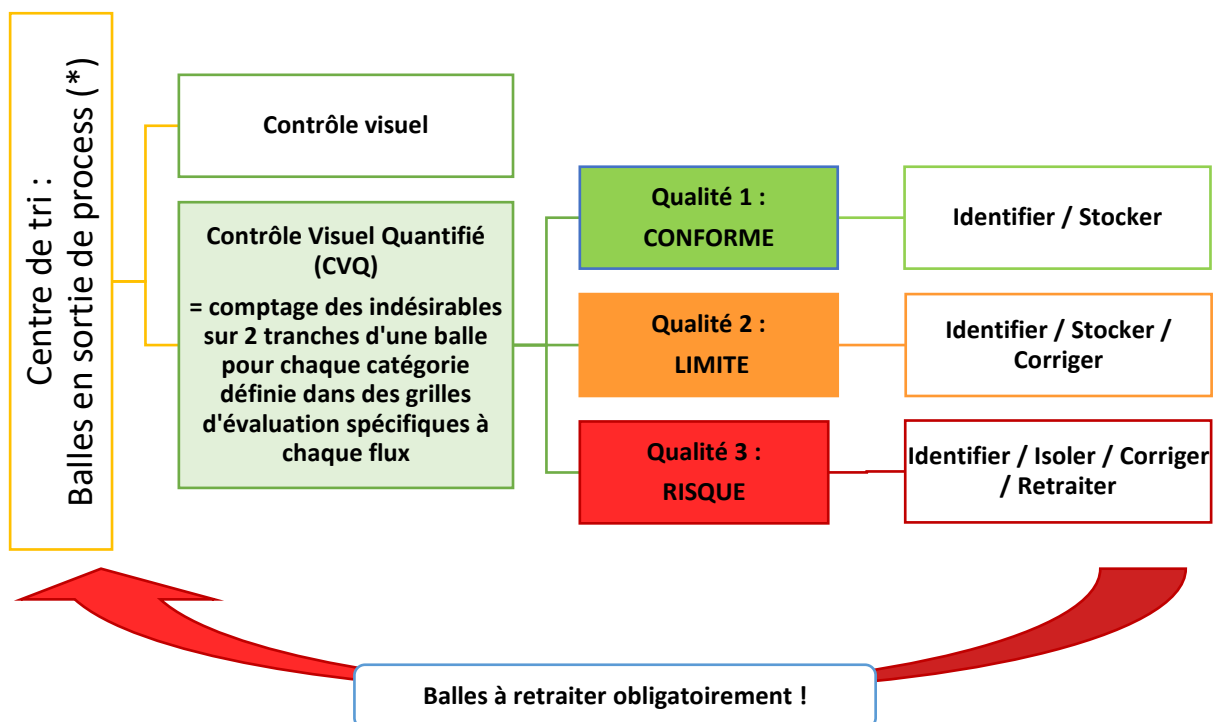 Centre de tri :
Balles en sortie de process (*)
Contrôle visuel
Contrôle Visuel Quantifié
(CVQ)
= comptage des indésirables
sur 2 tranches d'une balle
pour chaque catégorie
définie dans des grilles
d'évaluation spécifiques à
chaque flux
Qualité 1 :
CONFORME
Identifier / Stocker
Qualité 2 :
LIMITE
Identifier / Stocker /
Corriger
Qualité 3 :
RISQUE
Identifier / Isoler / Corriger
/ Retraiter
Balles à retraiter obligatoirement !